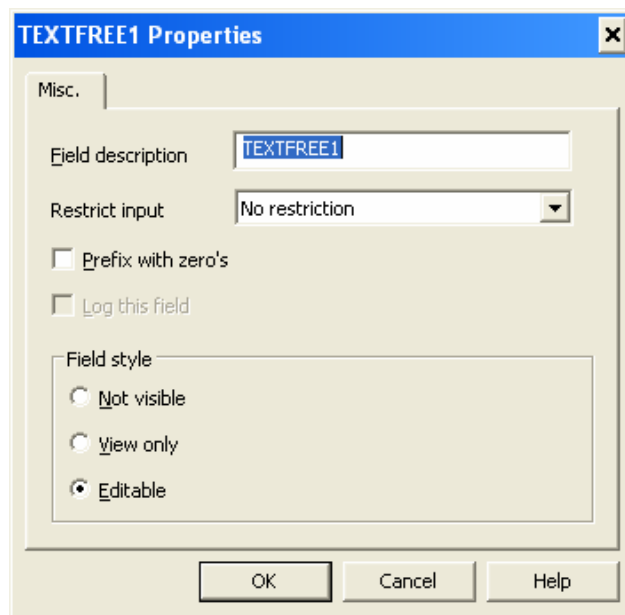 TEXTFREE1 Properties
Misc.
Field description TEXTFREE1
Restrict input No restriction
Prefix with zero's
Log this field
Field style
Not visible
View only
Editable
OK Cancel Help